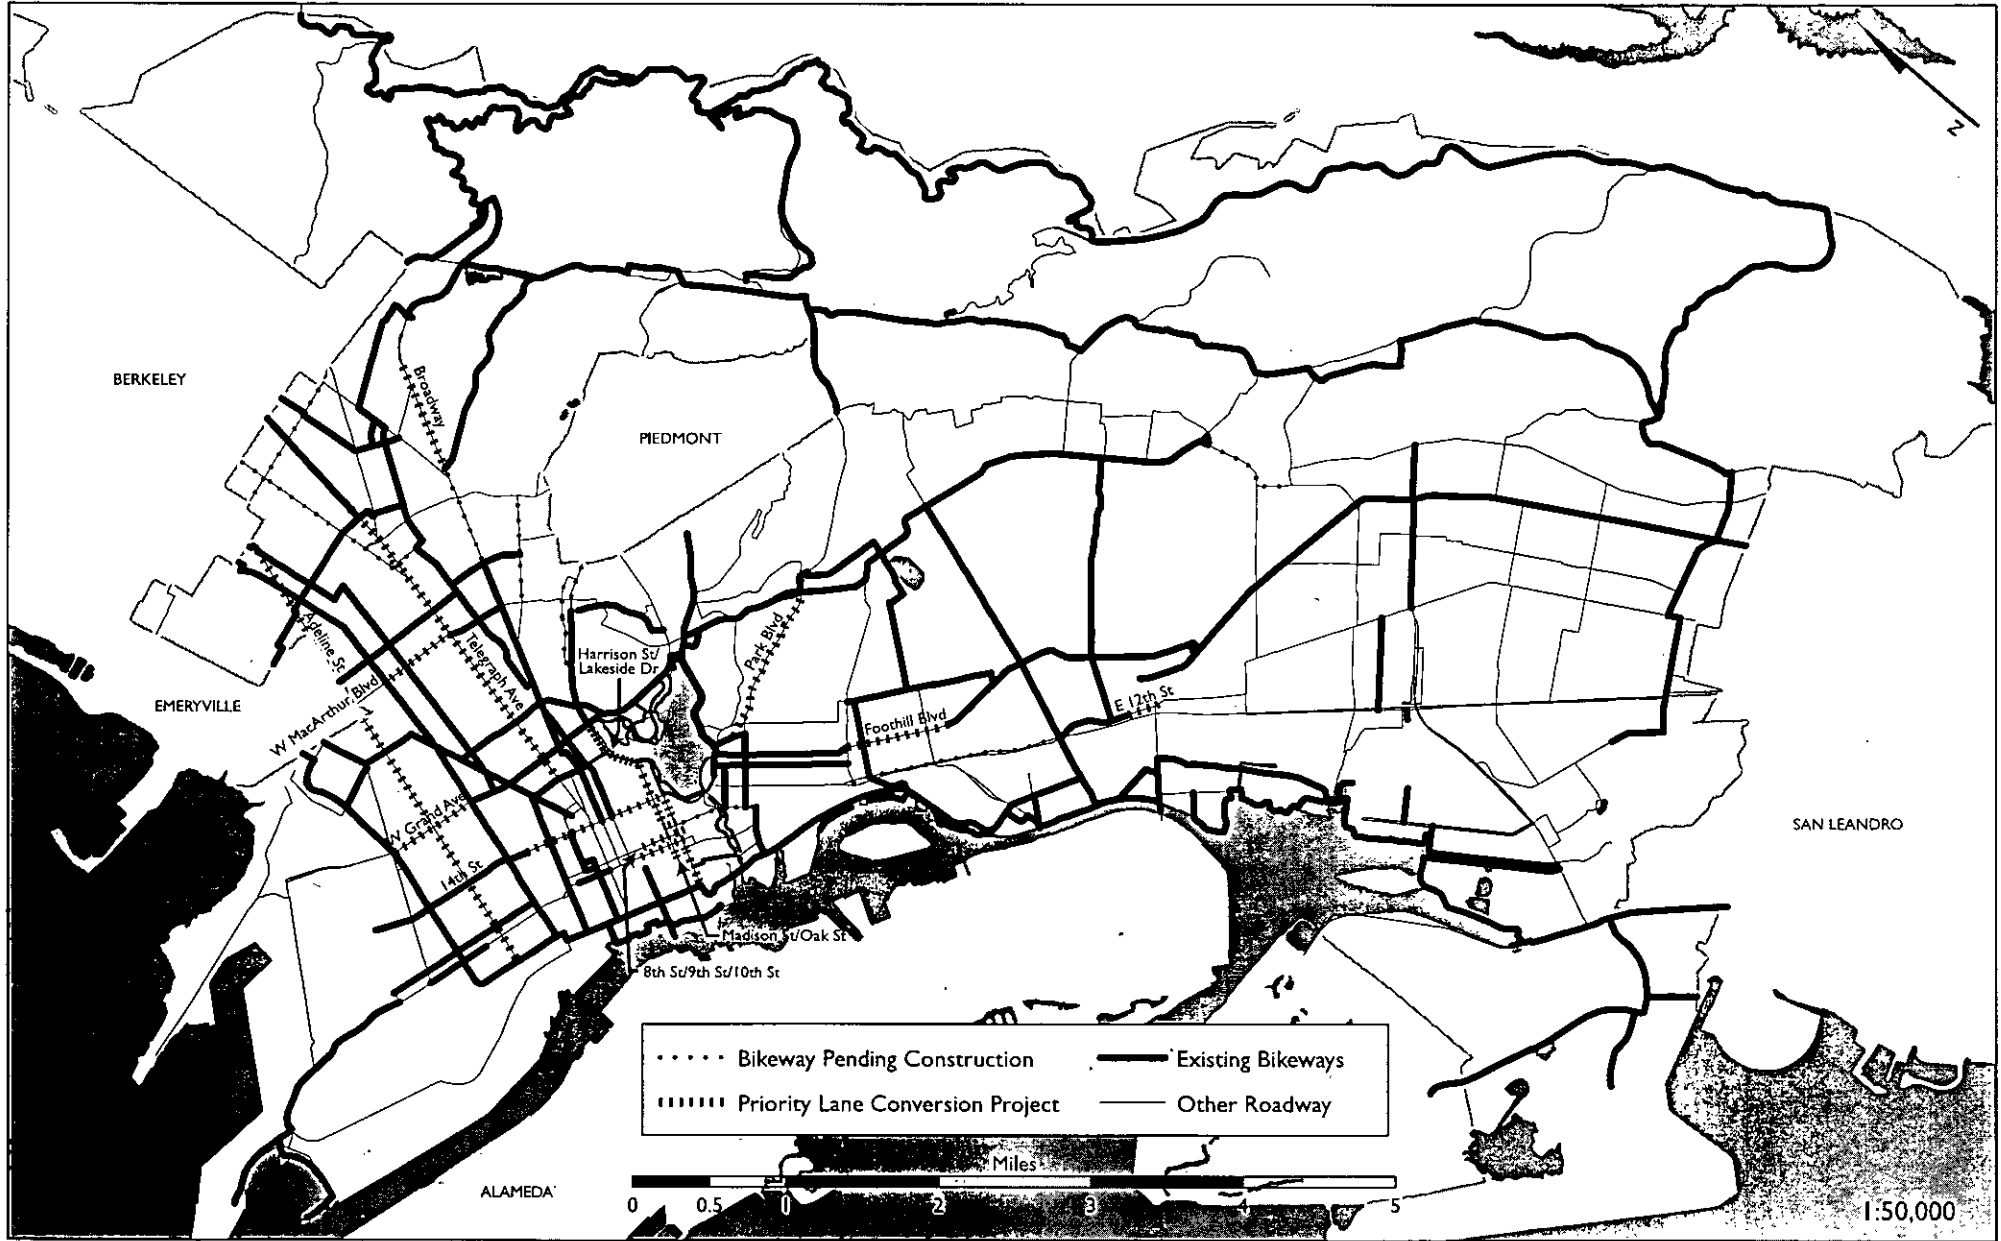 N
BERKELEY
Broadway
PIEDMONT
Adeline St
Telegraph Ave
Harrison St/
Lakeside Dr
Park Blvd
W MacArthur Blvd
EMERYVILLE
E 12th St
Foothill Blvd
W Grand Ave
14th St
SAN LEANDRO
Madison St/Oak St
8th St/9th St/10th St
Bikeway Pending Construction
Existing Bikeways
Priority Lane Conversion Project
Other Roadway
Miles
0 0.5 1 2 3 4 5
ALAMEDA
1:50,000